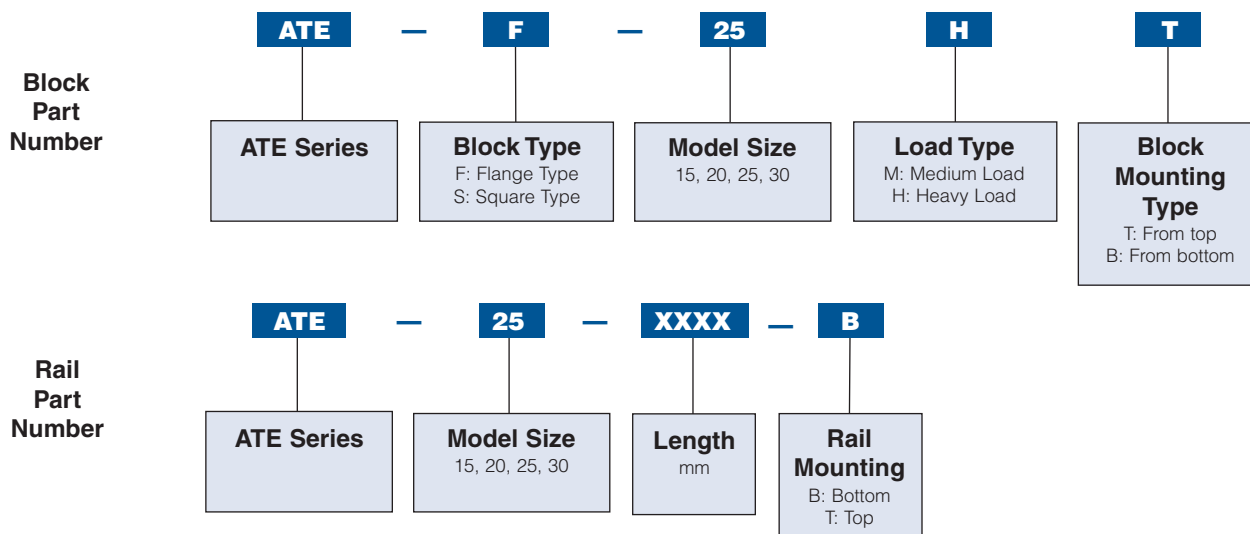 ATE — F — 25 H T
Block
Part
Number
ATE Series
Block Type
F: Flange Type
S: Square Type
Model Size
15, 20, 25, 30
Load Type
M: Medium Load
H: Heavy Load
Block
Mounting
Type
T: From top
B: From bottom
ATE — 25 — XXXX — B
Rail
Part
Number
ATE Series
Model Size
15, 20, 25, 30
Length
mm
Rail
Mounting
B: Bottom
T: Top